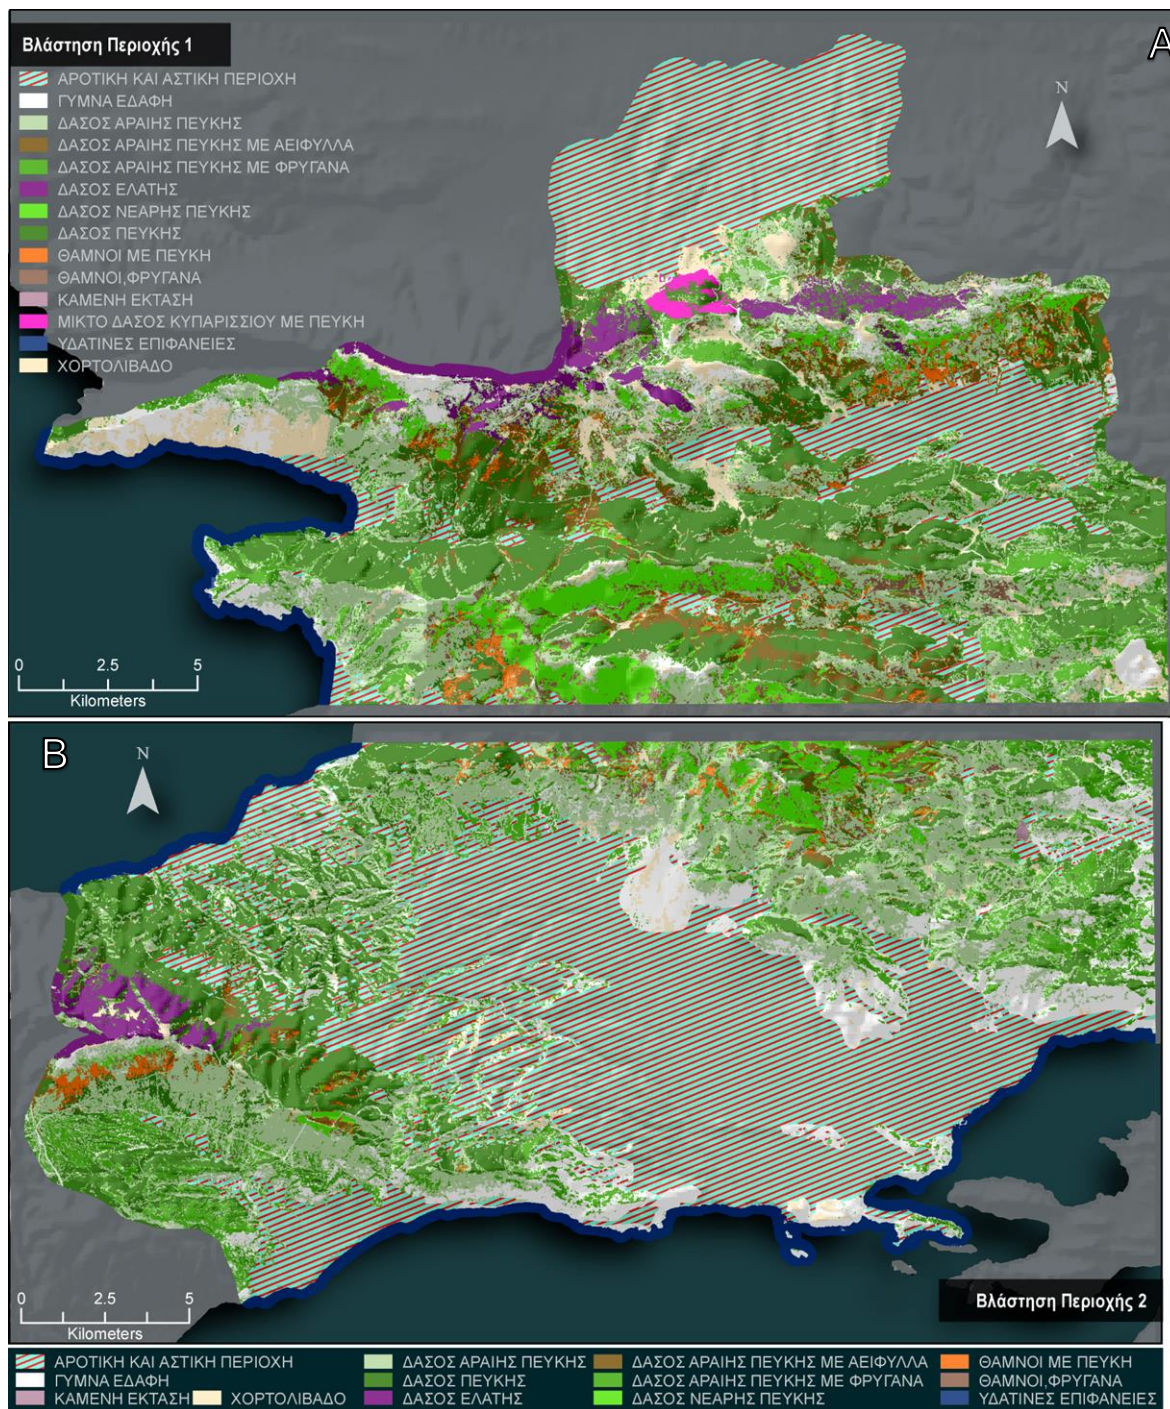 Βλάστηση Περιοχής 1
A
ΑΡΟΤΙΚΗ ΚΑΙ ΑΣΤΙΚΗ ΠΕΡΙΟΧΗ
ΓΥΜΝΑ ΕΔΑΦΗ
ΔΑΣΟΣ ΑΡΑΙΗΣ ΠΕΥΚΗΣ
ΔΑΣΟΣ ΑΡΑΙΗΣ ΠΕΥΚΗΣ ΜΕ ΑΕΙΦΥΛΛΑ
ΔΑΣΟΣ ΑΡΑΙΗΣ ΠΕΥΚΗΣ ΜΕ ΦΡΥΓΑΝΑ
ΔΑΣΟΣ ΕΛΑΤΗΣ
ΔΑΣΟΣ ΝΕΑΡΗΣ ΠΕΥΚΗΣ
ΔΑΣΟΣ ΠΕΥΚΗΣ
ΘΑΜΝΟΙ ΜΕ ΠΕΥΚΗ
ΘΑΜΝΟΙ,ΦΡΥΓΑΝΑ
ΚΑΜΕΝΗ ΕΚΤΑΣΗ
ΜΙΚΤΟ ΔΑΣΟΣ ΚΥΠΑΡΙΣΣΙΟΥ ΜΕ ΠΕΥΚΗ
ΥΔΑΤΙΝΕΣ ΕΠΙΦΑΝΕΙΕΣ
ΧΟΡΤΟΛΙΒΑΔΟ
N
0 2.5 5
Kilometers
B
N
0 2.5 5
Kilometers
Βλάστηση Περιοχής 2
ΑΡΟΤΙΚΗ ΚΑΙ ΑΣΤΙΚΗ ΠΕΡΙΟΧΗ ΔΑΣΟΣ ΑΡΑΙΗΣ ΠΕΥΚΗΣ ΔΑΣΟΣ ΑΡΑΙΗΣ ΠΕΥΚΗΣ ΜΕ ΑΕΙΦΥΛΛΑ ΘΑΜΝΟΙ ΜΕ ΠΕΥΚΗ
ΓΥΜΝΑ ΕΔΑΦΗ ΔΑΣΟΣ ΠΕΥΚΗΣ ΔΑΣΟΣ ΑΡΑΙΗΣ ΠΕΥΚΗΣ ΜΕ ΦΡΥΓΑΝΑ ΘΑΜΝΟΙ,ΦΡΥΓΑΝΑ
ΚΑΜΕΝΗ ΕΚΤΑΣΗ ΧΟΡΤΟΛΙΒΑΔΟ ΔΑΣΟΣ ΕΛΑΤΗΣ ΔΑΣΟΣ ΝΕΑΡΗΣ ΠΕΥΚΗΣ ΥΔΑΤΙΝΕΣ ΕΠΙΦΑΝΕΙΕΣ